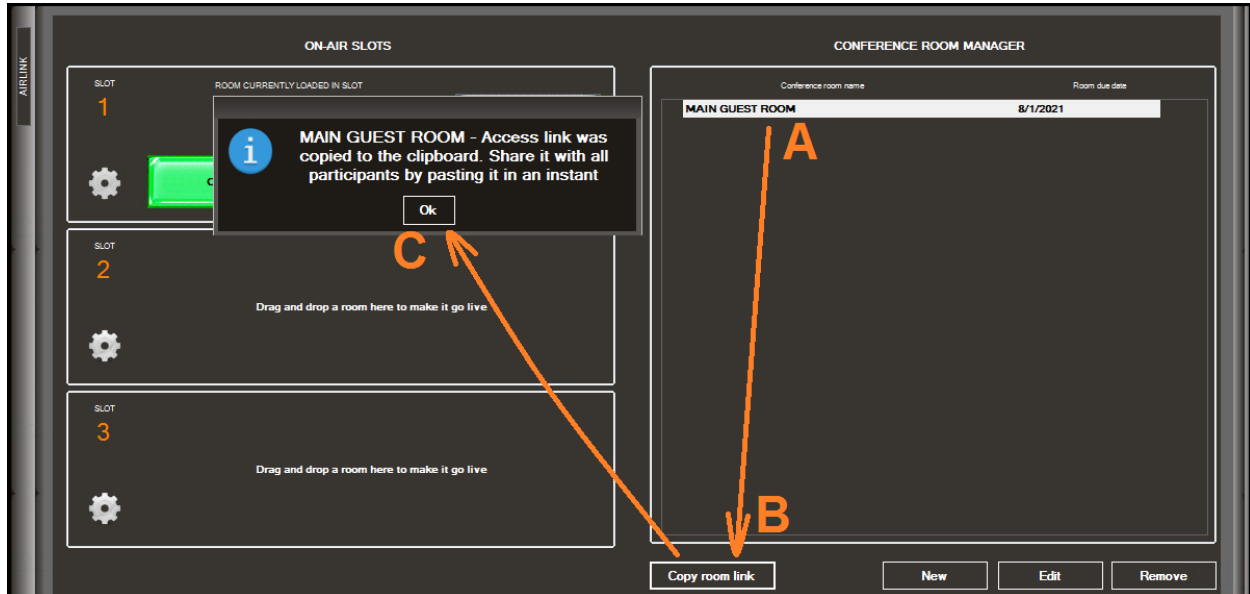 AIRLINK
ON-AIR SLOTS
CONFERENCE ROOM MANAGER
SLOT
1
ROOM CURRENTLY LOADED IN SLOT
MAIN GUEST ROOM - Access link was
copied to the clipboard. Share it with all
participants by pasting it in an instant
Ok
C
SLOT
2
Drag and drop a room here to make it go live
SLOT
3
Drag and drop a room here to make it go live
Conference room name
Room due date
MAIN GUEST ROOM
8/1/2021
A
B
Copy room link
New
Edit
Remove